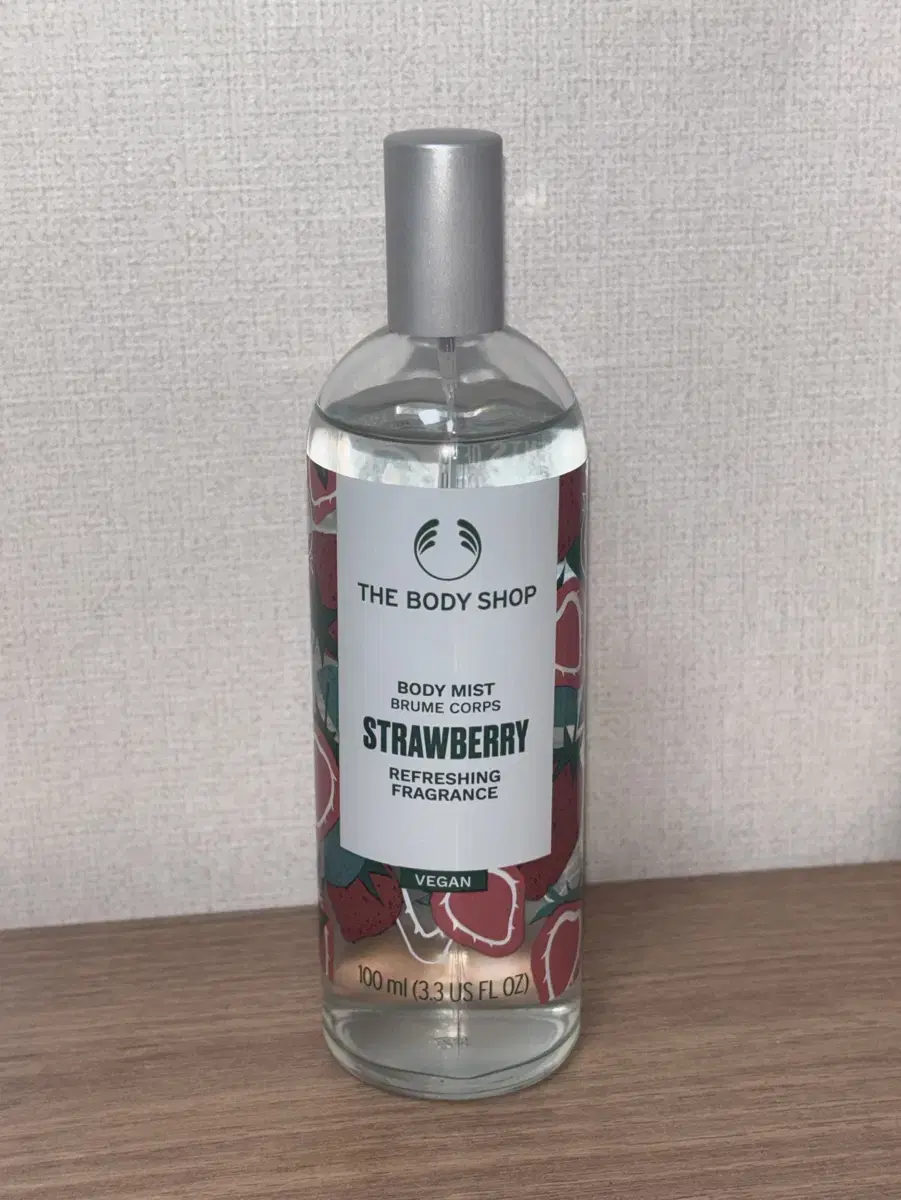 THE BODY SHOP
BODY MIST
BRUME CORPS
STRAWBERRY
REFRESHING
FRAGRANCE
VEGAN
100 ml (3.3 US FL OZ)